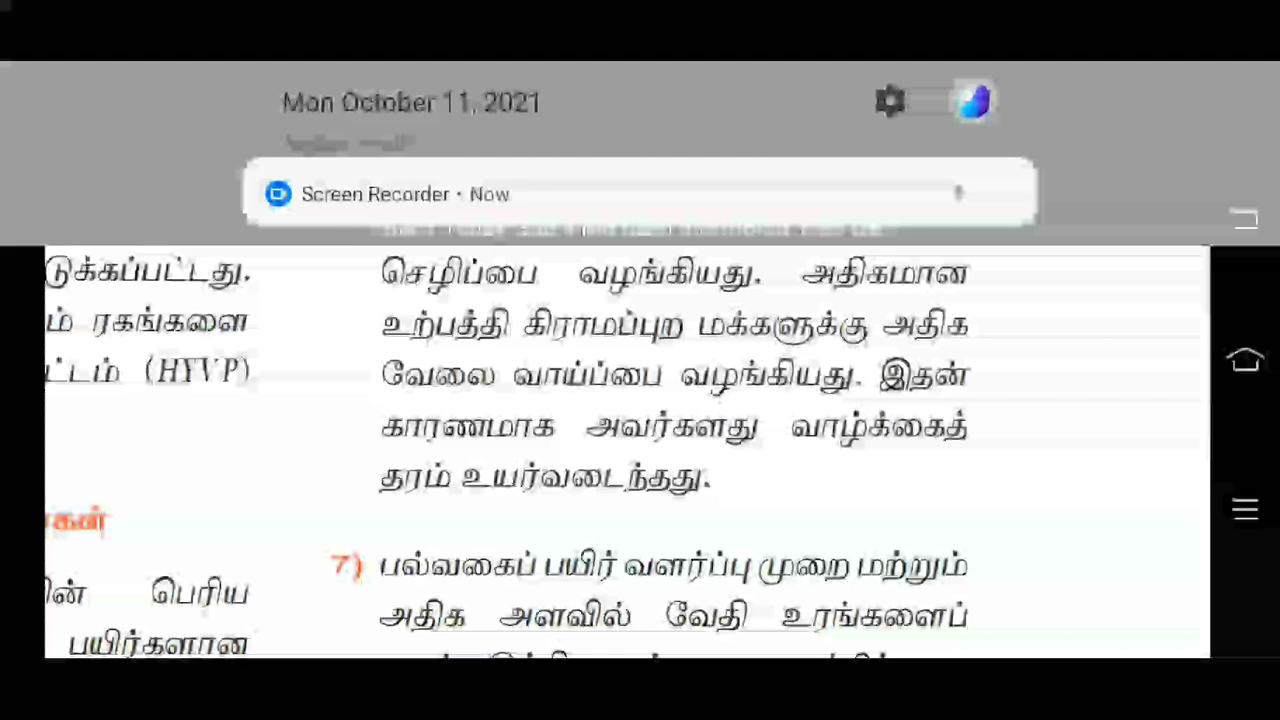 Mon October 11, 2021
Screen Recorder • Now
டுக்கப்பட்டது.
ம் ரகங்களை
ட்டம் (HYVP)
கள்
ின் பெரிய
பயிர்களான
செழிப்பை வழங்கியது. அதிகமான
உற்பத்தி கிராமப்புற மக்களுக்கு அதிக
வேலை வாய்ப்பை வழங்கியது. இதன்
காரணமாக அவர்களது வாழ்க்கைத்
தரம் உயர்வடைந்தது.
7) பல்வகைப் பயிர் வளர்ப்பு முறை மற்றும்
அதிக அளவில் வேதி உரங்களைப்